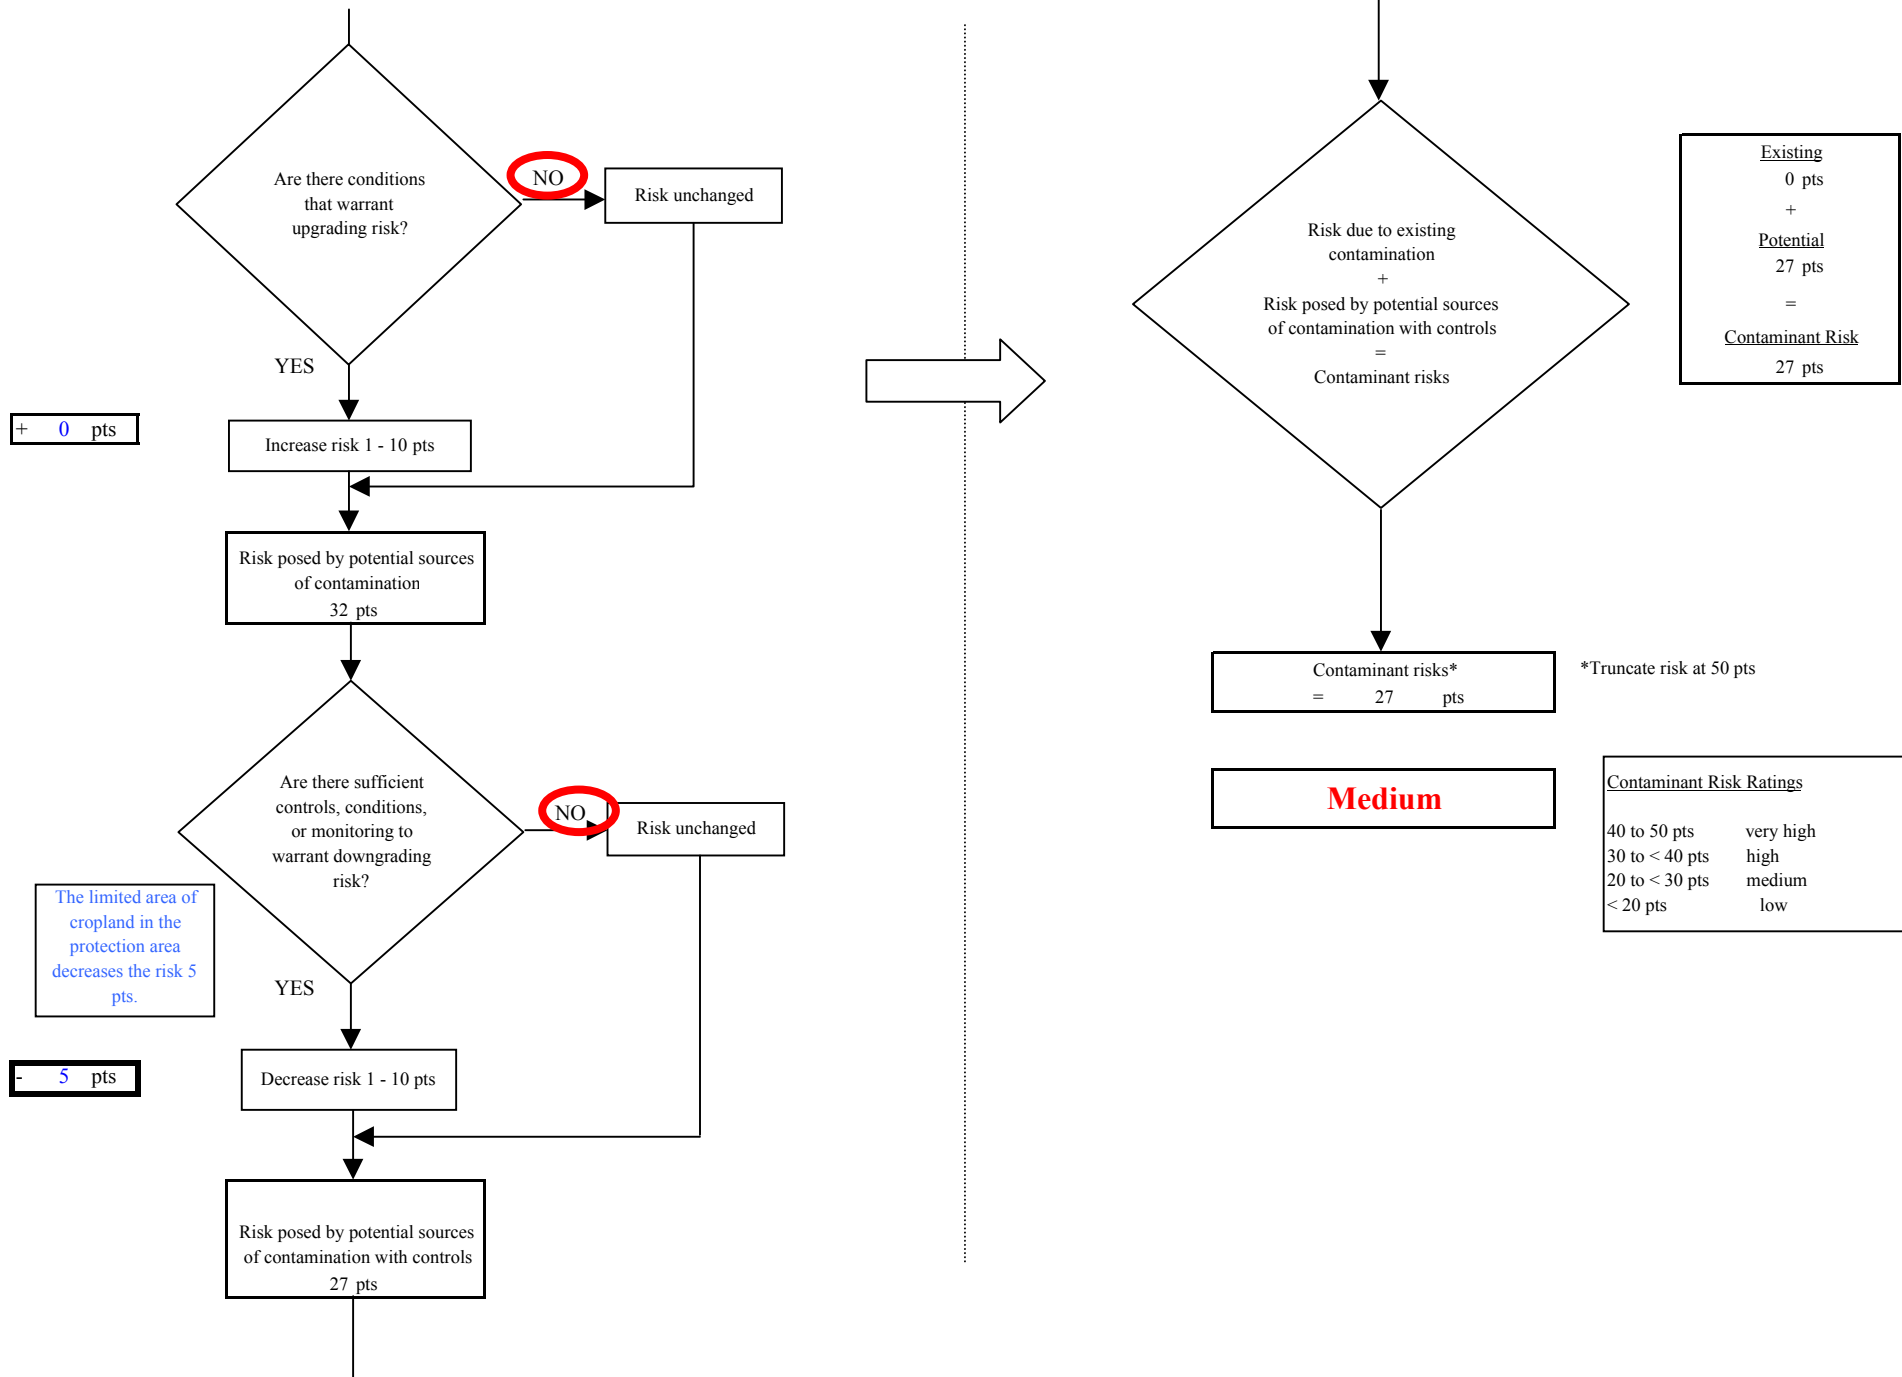 Are there conditions
that warrant
upgrading risk?
NO
Risk unchanged
YES
+ 0 pts
Increase risk 1 - 10 pts
Risk posed by potential sources
of contamination
32 pts
Are there sufficient
controls, conditions,
or monitoring to
warrant downgrading
risk?
NO
Risk unchanged
The limited area of
cropland in the
protection area
decreases the risk 5
pts.
YES
- 5 pts
Decrease risk 1 - 10 pts
Risk posed by potential sources
of contamination with controls
27 pts
Risk due to existing
contamination
+
Risk posed by potential sources
of contamination with controls
=
Contaminant risks
Existing
0 pts
+
Potential
27 pts
=
Contaminant Risk
27 pts
Contaminant risks*
= 27 pts
*Truncate risk at 50 pts
Medium
Contaminant Risk Ratings
40 to 50 pts very high
30 to < 40 pts high
20 to < 30 pts medium
< 20 pts low